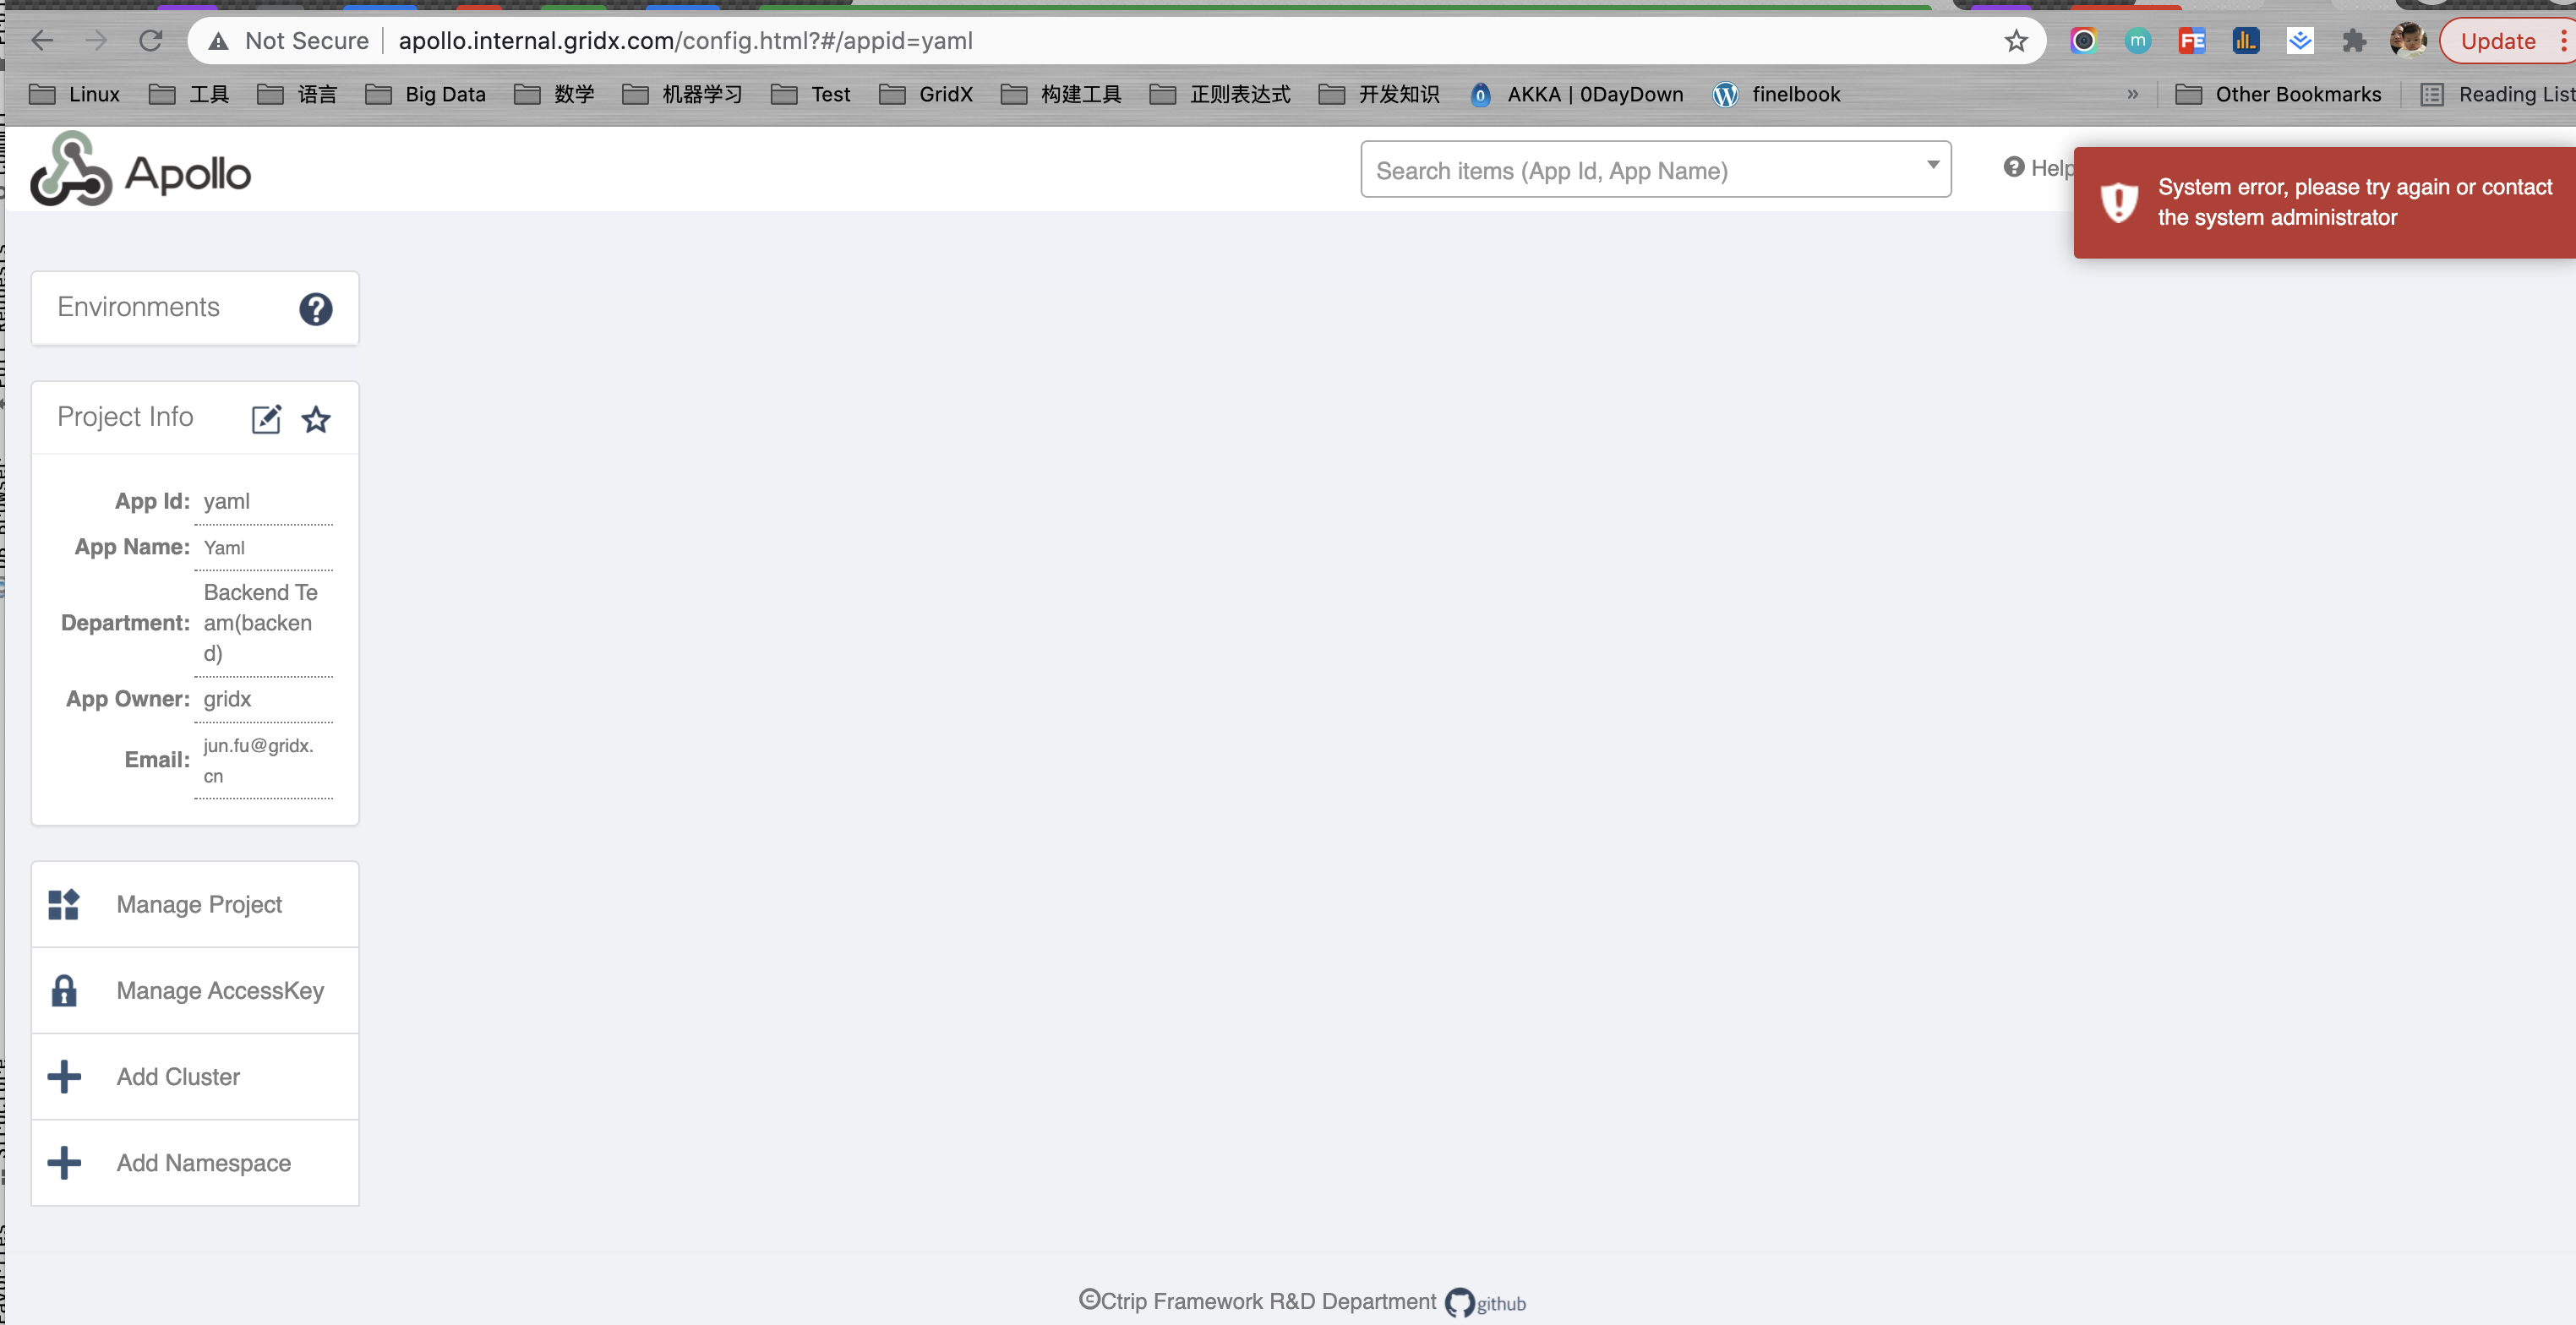 Not Secure
apollo.internal.gridx.com/config.html?#/appid=yaml
Update
Linux
工具
语言
Big Data
数学
机器学习
Test
GridX
构建工具
正则表达式
开发知识
AKKA | 0DayDown
finelbook
»
Other Bookmarks
Reading List
Apollo
Search items (App Id, App Name)
Help
System error, please try again or contact
the system administrator
Environments
Project Info
App Id: yaml
App Name: Yaml
Department: Backend Te
am(backen
d)
App Owner: gridx
Email: jun.fu@gridx.
cn
Manage Project
Manage AccessKey
Add Cluster
Add Namespace
©Ctrip Framework R&D Department github